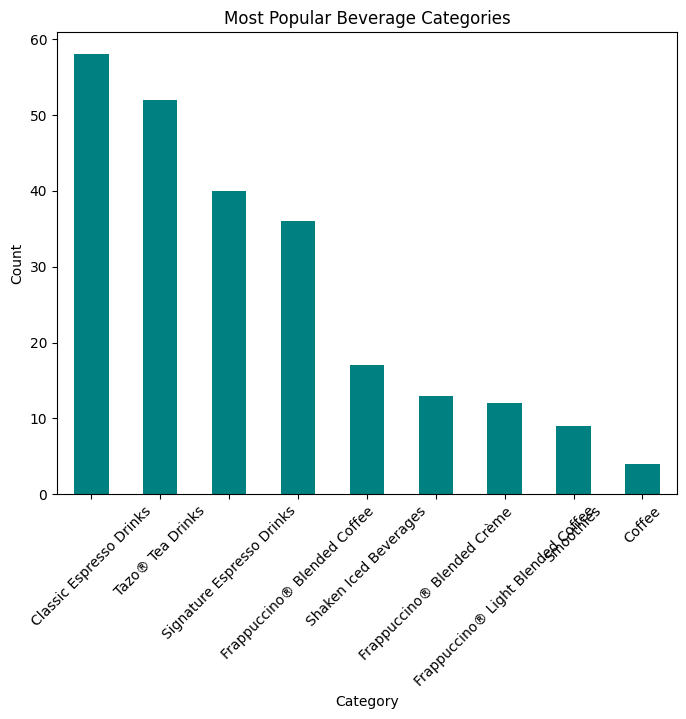 Most Popular Beverage Categories
60
50
40
30
20
10
0
Count
Classic Espresso Drinks
Tazo® Tea Drinks
Signature Espresso Drinks
Frappuccino® Blended Coffee
Shaken Iced Beverages
Frappuccino® Blended Crème
Frappuccino® Light Blended Coffee
Smoothies
Coffee
Category